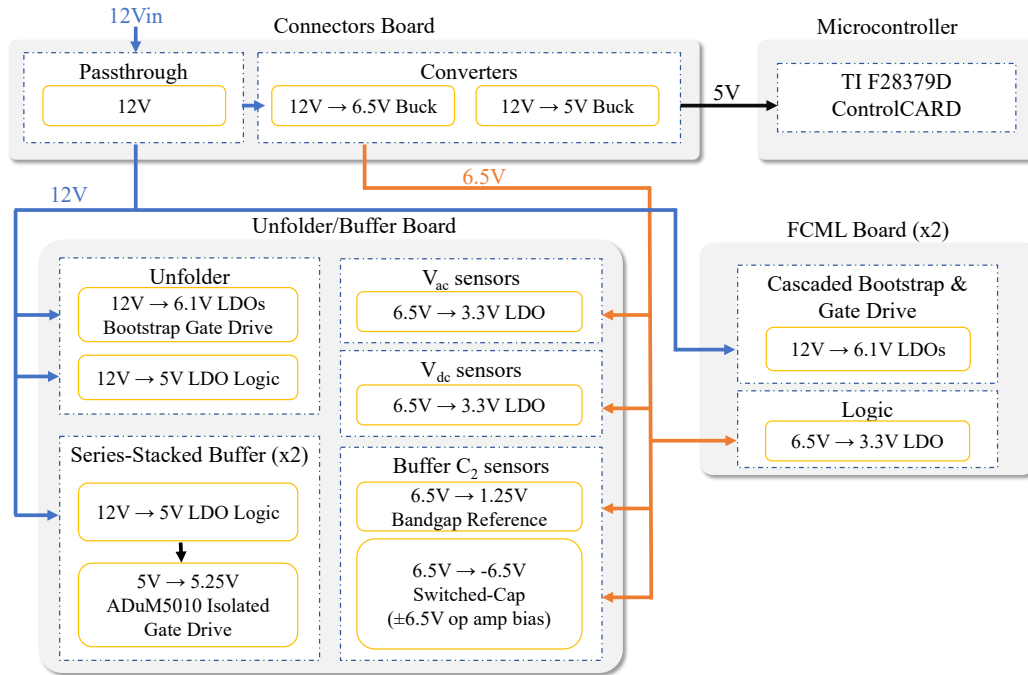 12Vin
Connectors Board
Passthrough
12V
Converters
12V → 6.5V Buck
12V → 5V Buck
5V
Microcontroller
TI F28379D
ControlCARD
12V
6.5V
Unfolder/Buffer Board
Unfolder
12V → 6.1V LDOs
Bootstrap Gate Drive
12V → 5V LDO Logic
Series-Stacked Buffer (x2)
12V → 5V LDO Logic
5V → 5.25V
ADuM5010 Isolated
Gate Drive
Vac sensors
6.5V → 3.3V LDO
Vdc sensors
6.5V → 3.3V LDO
Buffer C2 sensors
6.5V → 1.25V
Bandgap Reference
6.5V → -6.5V
Switched-Cap
(±6.5V op amp bias)
FCML Board (x2)
Cascaded Bootstrap &
Gate Drive
12V → 6.1V LDOs
Logic
6.5V → 3.3V LDO